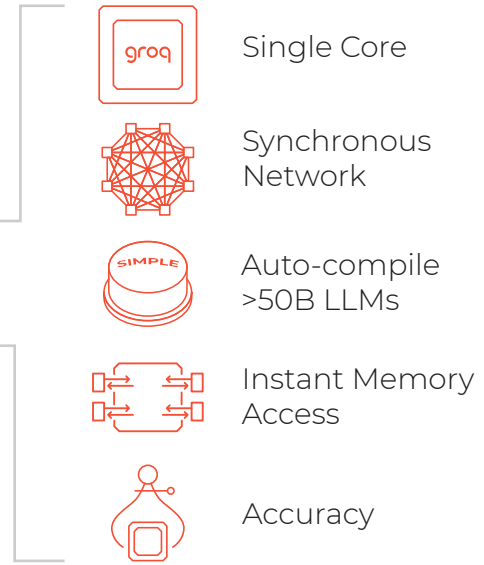 groq
Single Core
Synchronous
Network
SIMPLE
Auto-compile
>50B LLMs
Instant Memory
Access
Accuracy